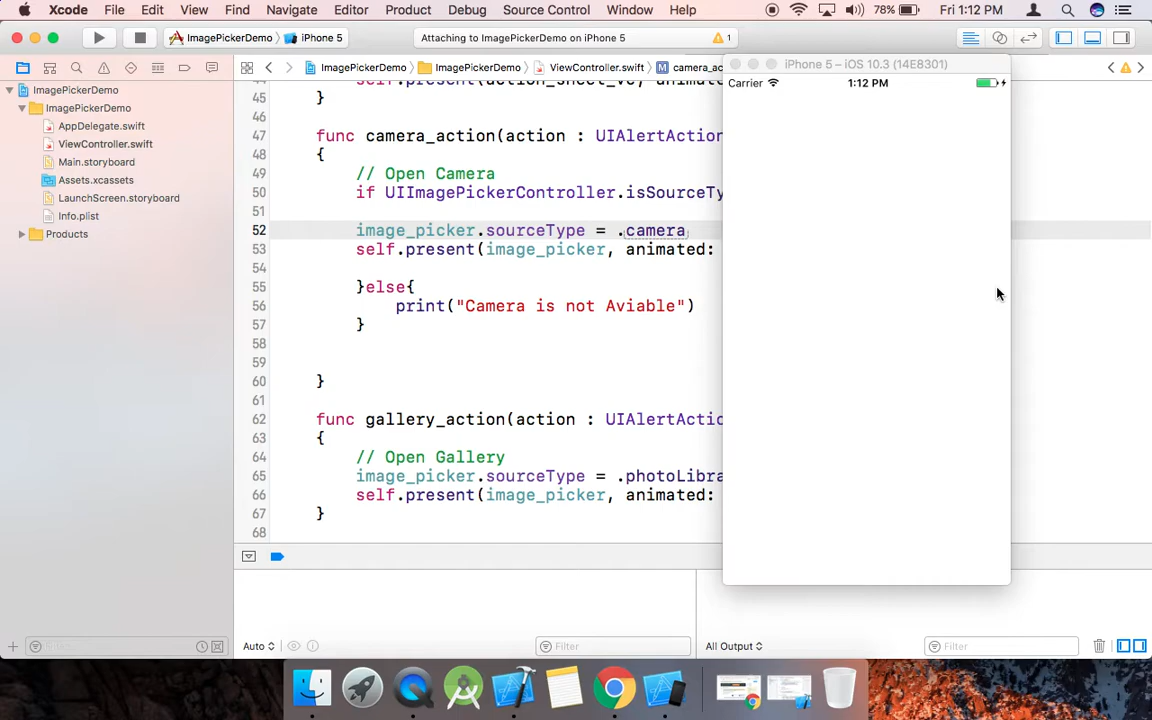 Xcode File Edit View Find Navigate Editor Product Debug Source Control Window Help 78% Fri 1:12 PM
ImagePickerDemo iPhone 5 Attaching to ImagePickerDemo on iPhone 5 1
ImagePickerDemo ImagePickerDemo ViewController.swift M camera_ac
iPhone 5 – iOS 10.3 (14E8301)
Carrier 1:12 PM
ImagePickerDemo
ImagePickerDemo
AppDelegate.swift
ViewController.swift
Main.storyboard
Assets.xcassets
LaunchScreen.storyboard
Info.plist
Products
45 }
46
47 func camera_action(action : UIAlertAction
48 {
49 // Open Camera
50 if UIImagePickerController.isSourceTy
51
52 image_picker.sourceType = .camera
53 self.present(image_picker, animated:
54
55 }else{
56 print("Camera is not Aviable")
57 }
58
59
60 }
61
62 func gallery_action(action : UIAlertActio
63 {
64 // Open Gallery
65 image_picker.sourceType = .photoLibra
66 self.present(image_picker, animated:
67 }
68
Filter Auto Filter All Output Filter